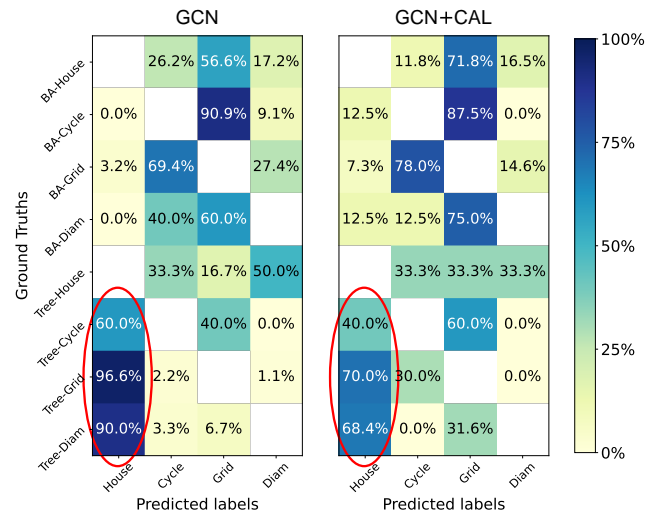 GCN
GCN+CAL
Ground Truths
BA-House
26.2% 56.6% 17.2%
11.8% 71.8% 16.5%
BA-Cycle
0.0% 90.9% 9.1%
12.5% 87.5% 0.0%
BA-Grid
3.2% 69.4% 27.4%
7.3% 78.0% 14.6%
BA-Diam
0.0% 40.0% 60.0%
12.5% 12.5% 75.0%
Tree-House
33.3% 16.7% 50.0%
33.3% 33.3% 33.3%
Tree-Cycle
60.0% 40.0% 0.0%
40.0% 60.0% 0.0%
Tree-Grid
96.6% 2.2% 1.1%
70.0% 30.0% 0.0%
Tree-Diam
90.0% 3.3% 6.7%
68.4% 0.0% 31.6%
House Cycle Grid Diam
House Cycle Grid Diam
Predicted labels
Predicted labels
100%
75%
50%
25%
0%